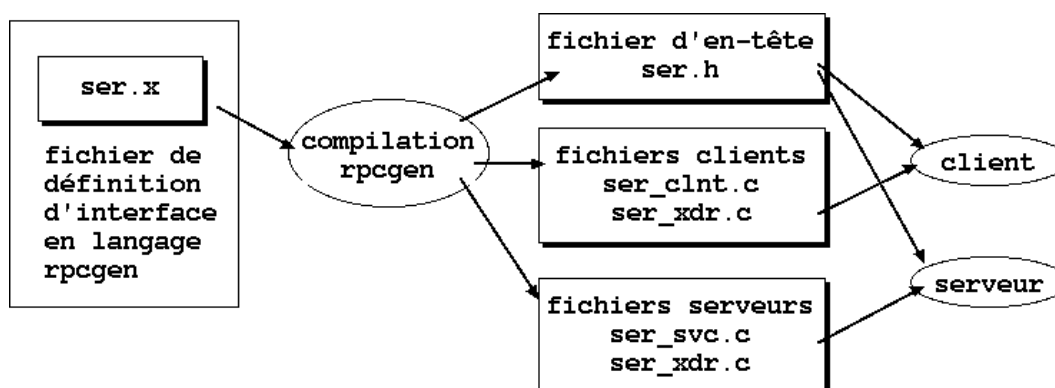 ser.x
fichier de
définition
d'interface
en langage
rpcgen
compilation
rpcgen
fichier d'en-tête
ser.h
fichiers clients
ser_clnt.c
ser_xdr.c
fichiers serveurs
ser_svc.c
ser_xdr.c
client
serveur